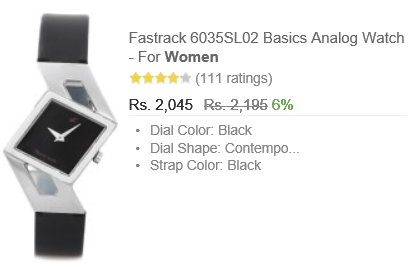 Fastrack 6035SL02 Basics Analog Watch
- For Women
(111 ratings)
Rs. 2,045 Rs. 2,195 6%
• Dial Color: Black
• Dial Shape: Contempo...
• Strap Color: Black